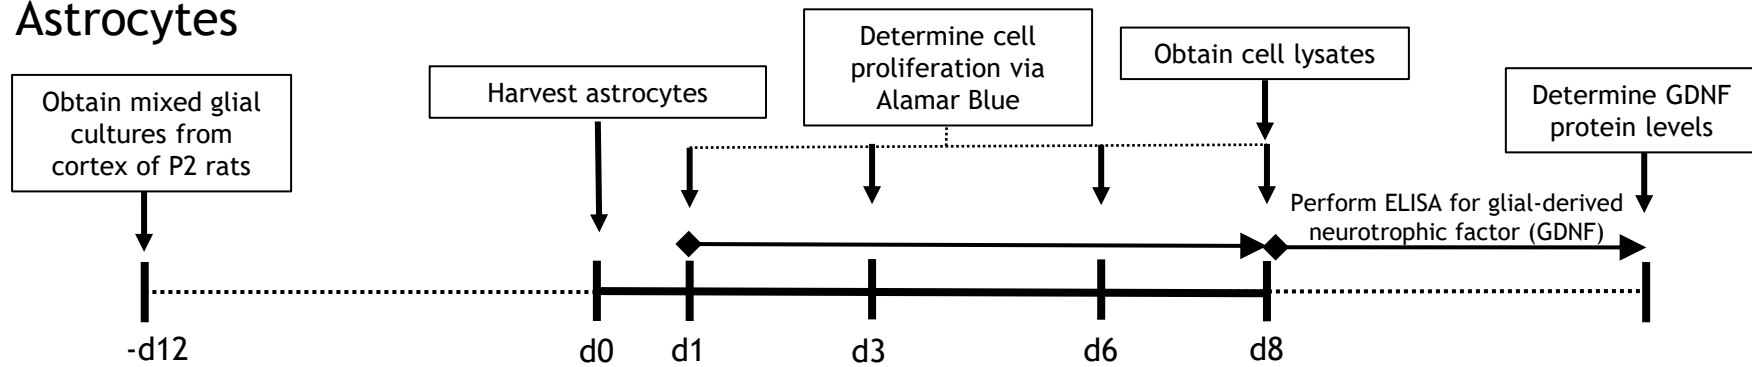 Astrocytes
Obtain mixed glial
cultures from
cortex of P2 rats
Harvest astrocytes
Determine cell
proliferation via
Alamar Blue
Obtain cell lysates
Determine GDNF
protein levels
Perform ELISA for glial-derived
neurotrophic factor (GDNF)
-d12
d0
d1
d3
d6
d8